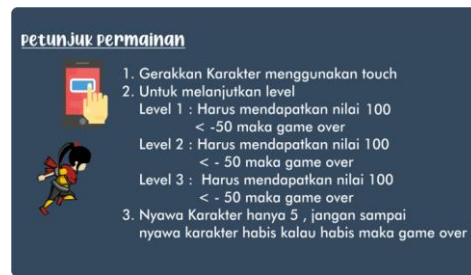 Petunjuk Permainan
1. Gerakkan Karakter menggunakan touch
2. Untuk melanjutkan level
Level 1 : Harus mendapatkan nilai 100
< -50 maka game over
Level 2 : Harus mendapatkan nilai 100
< - 50 maka game over
Level 3 : Harus mendapatkan nilai 100
< - 50 maka game over
3. Nyawa Karakter hanya 5 , jangan sampai
nyawa karakter habis kalau habis maka game over